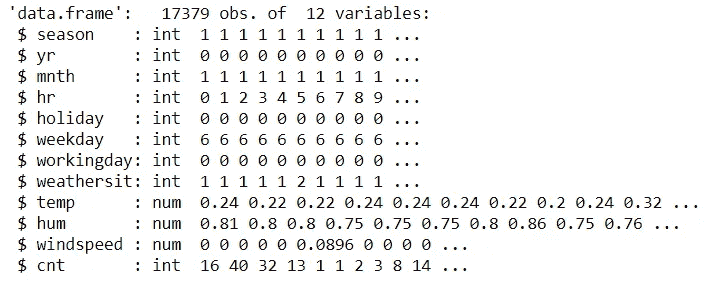 'data.frame':   17379 obs. of  12 variables:
 $ season    : int  1 1 1 1 1 1 1 1 1 1 ...
 $ yr        : int  0 0 0 0 0 0 0 0 0 0 ...
 $ mnth      : int  1 1 1 1 1 1 1 1 1 1 ...
 $ hr        : int  0 1 2 3 4 5 6 7 8 9 ...
 $ holiday   : int  0 0 0 0 0 0 0 0 0 0 ...
 $ weekday   : int  6 6 6 6 6 6 6 6 6 6 ...
 $ workingday: int  0 0 0 0 0 0 0 0 0 0 ...
 $ weathersit: int  1 1 1 1 1 2 1 1 1 1 ...
 $ temp      : num  0.24 0.22 0.22 0.24 0.24 0.24 0.22 0.2 0.24 0.32 ...
 $ hum       : num  0.81 0.8 0.8 0.75 0.75 0.75 0.8 0.86 0.75 0.76 ...
 $ windspeed : num  0 0 0 0 0 0.0896 0 0 0 0 ...
 $ cnt       : int  16 40 32 13 1 1 2 3 8 14 ...